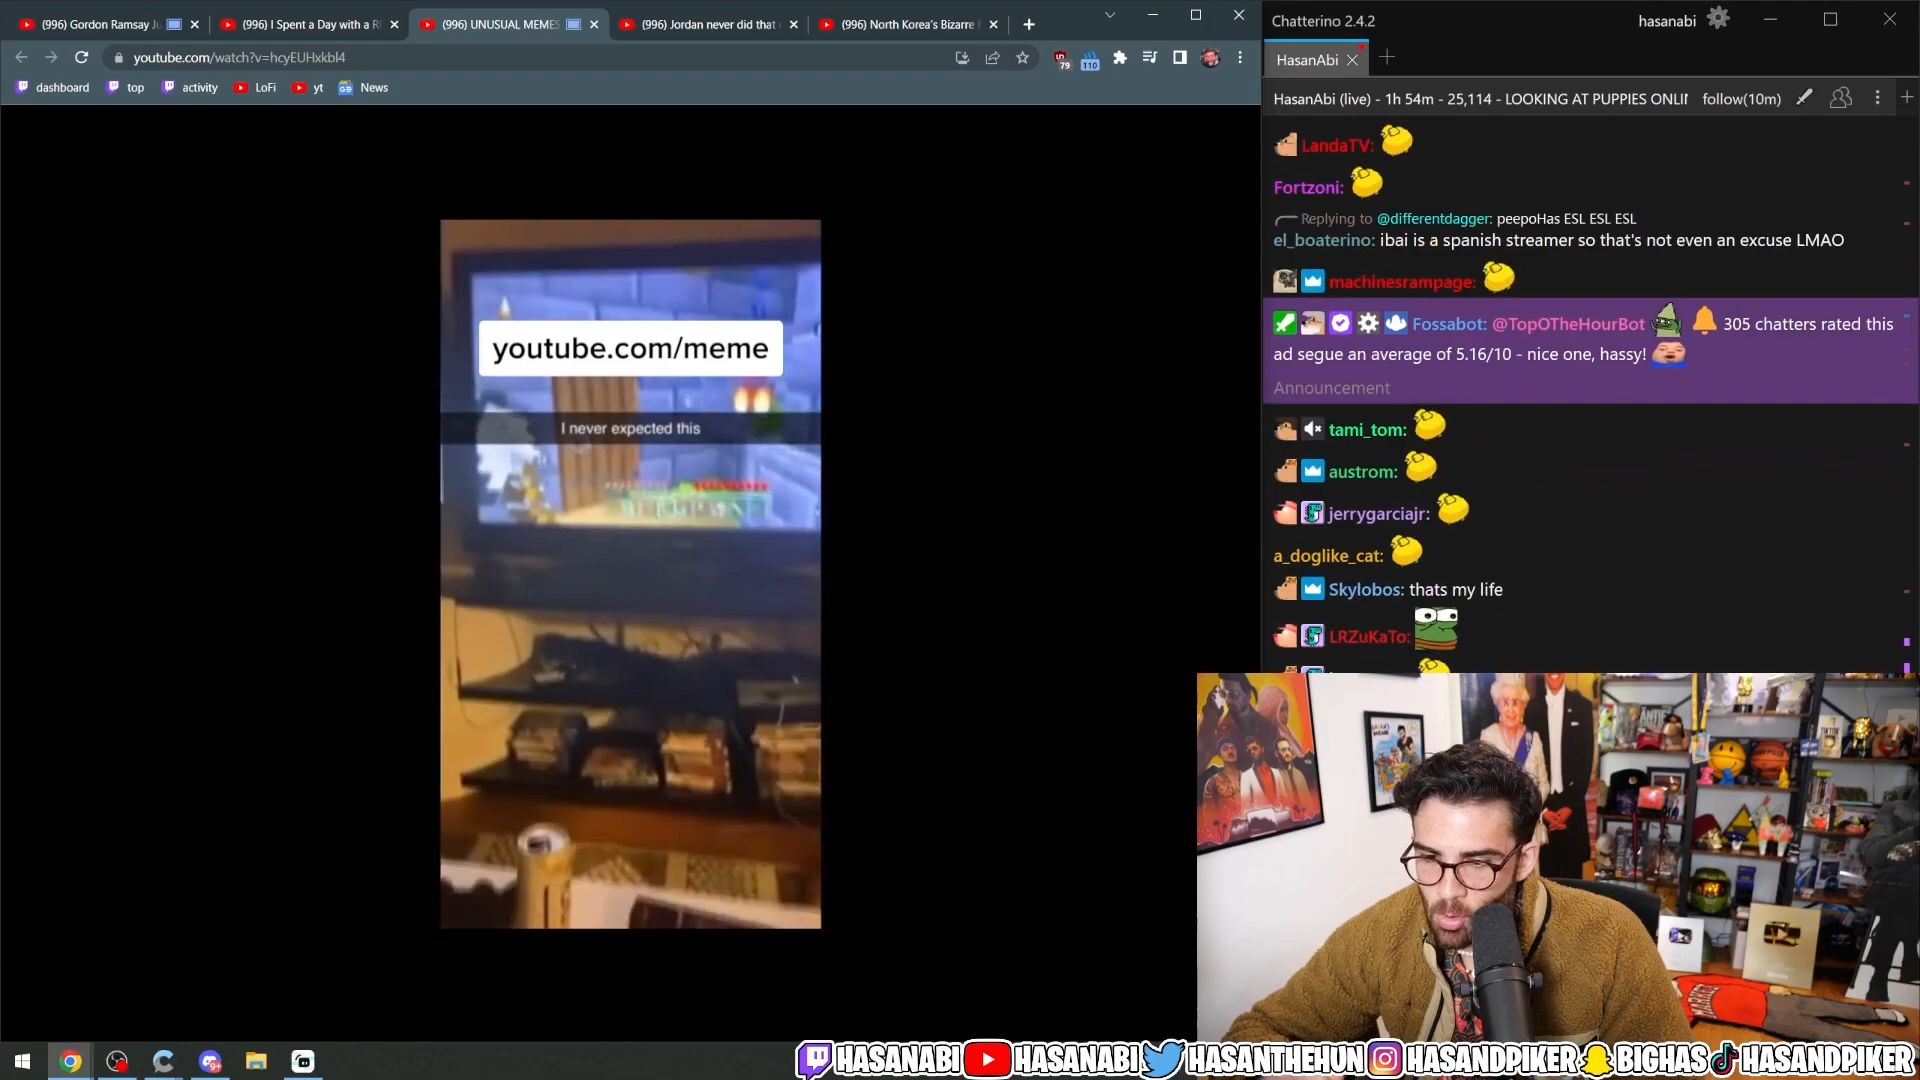 (996) Gordon Ramsay Ju
(996) I Spent a Day with a R
(996) UNUSUAL MEMES
(996) Jordan never did that
(996) North Korea's Bizarre
youtube.com/watch?v=hcyEUHxkbl4
79
110
dashboard
top
activity
LoFi
yt
News
youtube.com/meme
I never expected this
Chatterino 2.4.2
hasanabi
HasanAbi
HasanAbi (live) - 1h 54m - 25,114 - LOOKING AT PUPPIES ONLI
follow(10m)
LandaTV:
Fortzoni:
Replying to @differentdagger: peepoHas ESL ESL ESL
el_boaterino: ibai is a spanish streamer so that's not even an excuse LMAO
machinesrampage:
Fossabot: @TopOTheHourBot 305 chatters rated this
ad segue an average of 5.16/10 - nice one, hassy!
Announcement
tami_tom:
austrom:
jerrygarciajr:
a_doglike_cat:
Skylobos: thats my life
LRZuKaTo:
HASANABI
HASANABI
HASANTHEHUN
HASANDPIKER
BIGHAS
HASANDPIKER